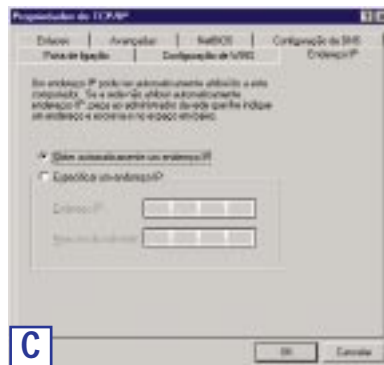 Propriedades de TCP/IP
Enlaces Avançadas NetBIOS Configuração do DNS
Porta de ligação Configuração de WINS Endereço IP
Um endereço IP pode ser automaticamente atribuído a este
computador. Se a rede não atribuir automaticamente
endereços IP, peça ao administrador da rede que lhe indique
um endereço e escreva-o no espaço em baixo.
Obter automaticamente um endereço IP
Especificar um endereço IP
Endereço IP:
Máscara de sub-rede:
OK Cancelar
C